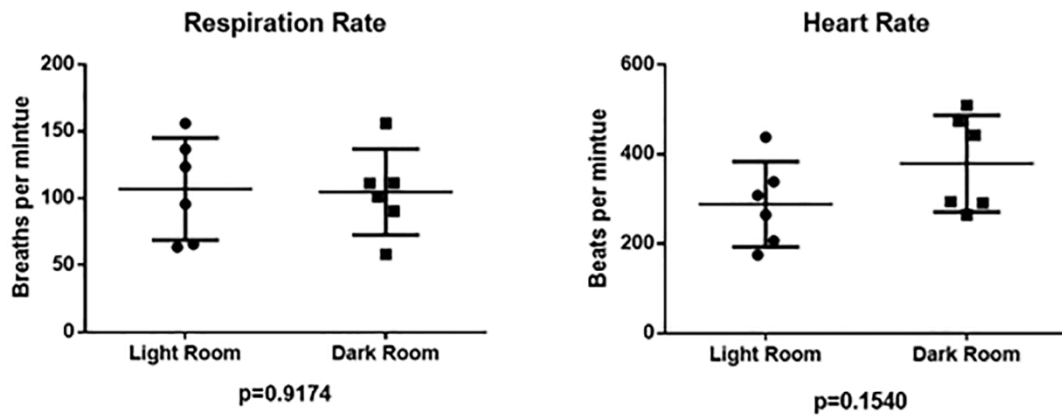 Respiration Rate
Breaths per mIntue
200
150
100
50
0
Light Room
Dark Room
p=0.9174
Heart Rate
Beats per mintue
600
400
200
0
Light Room
Dark Room
p=0.1540